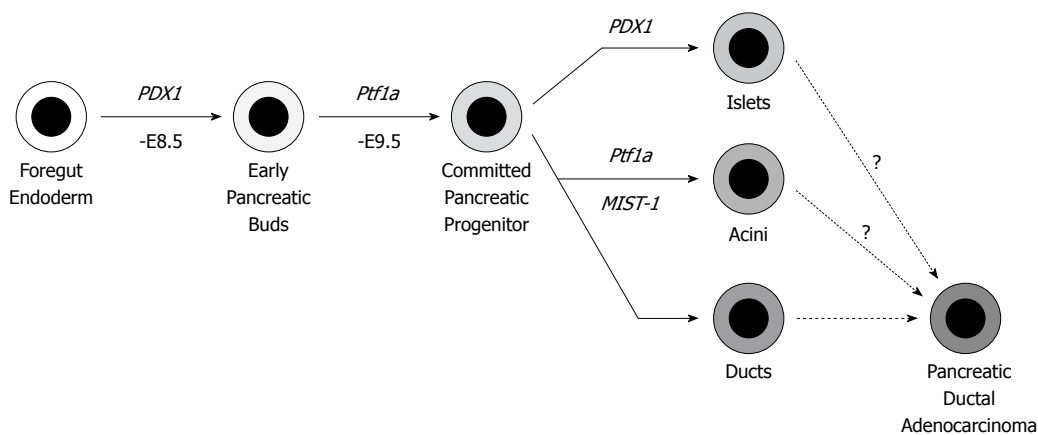 PDX1
-E8.5
Ptf1a
-E9.5
PDX1
Ptf1a
MIST-1
Foregut
Endoderm
Early
Pancreatic
Buds
Committed
Pancreatic
Progenitor
Islets
Acini
Ducts
?
?
Pancreatic
Ductal
Adenocarcinoma